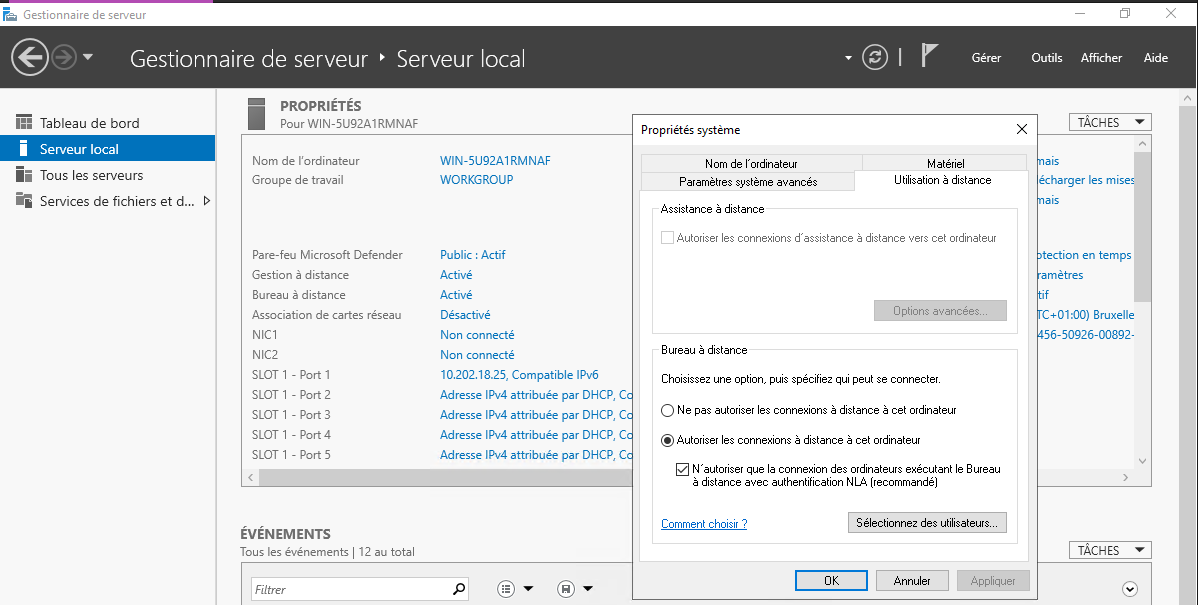 Gestionnaire de serveur
Gestionnaire de serveur ‣ Serveur local
Gérer Outils Afficher Aide
Tableau de bord
Serveur local
Tous les serveurs
Services de fichiers et d...
PROPRIÉTÉS
Pour WIN-5U92A1RMNAF
TÂCHES
Nom de l'ordinateur WIN-5U92A1RMNAF
Groupe de travail WORKGROUP
Pare-feu Microsoft Defender Public : Actif
Gestion à distance Activé
Bureau à distance Activé
Association de cartes réseau Désactivé
NIC1 Non connecté
NIC2 Non connecté
SLOT 1 - Port 1 10.202.18.25, Compatible IPv6
SLOT 1 - Port 2 Adresse IPv4 attribuée par DHCP, Co
SLOT 1 - Port 3 Adresse IPv4 attribuée par DHCP, Co
SLOT 1 - Port 4 Adresse IPv4 attribuée par DHCP, Co
SLOT 1 - Port 5 Adresse IPv4 attribuée par DHCP, Co
mais
lécharger les mises
mais
otection en temps
ramètres
tif
TC+01:00) Bruxelle
456-50926-00892-
Propriétés système
Nom de l'ordinateur Matériel
Paramètres système avancés Utilisation à distance
Assistance à distance
Autoriser les connexions d'assistance à distance vers cet ordinateur
Options avancées...
Bureau à distance
Choisissez une option, puis spécifiez qui peut se connecter.
Ne pas autoriser les connexions à distance à cet ordinateur
Autoriser les connexions à distance à cet ordinateur
N'autoriser que la connexion des ordinateurs exécutant le Bureau
à distance avec authentification NLA (recommandé)
Comment choisir ?
Sélectionnez des utilisateurs...
OK Annuler Appliquer
ÉVÉNEMENTS
Tous les événements | 12 au total
TÂCHES
Filtrer